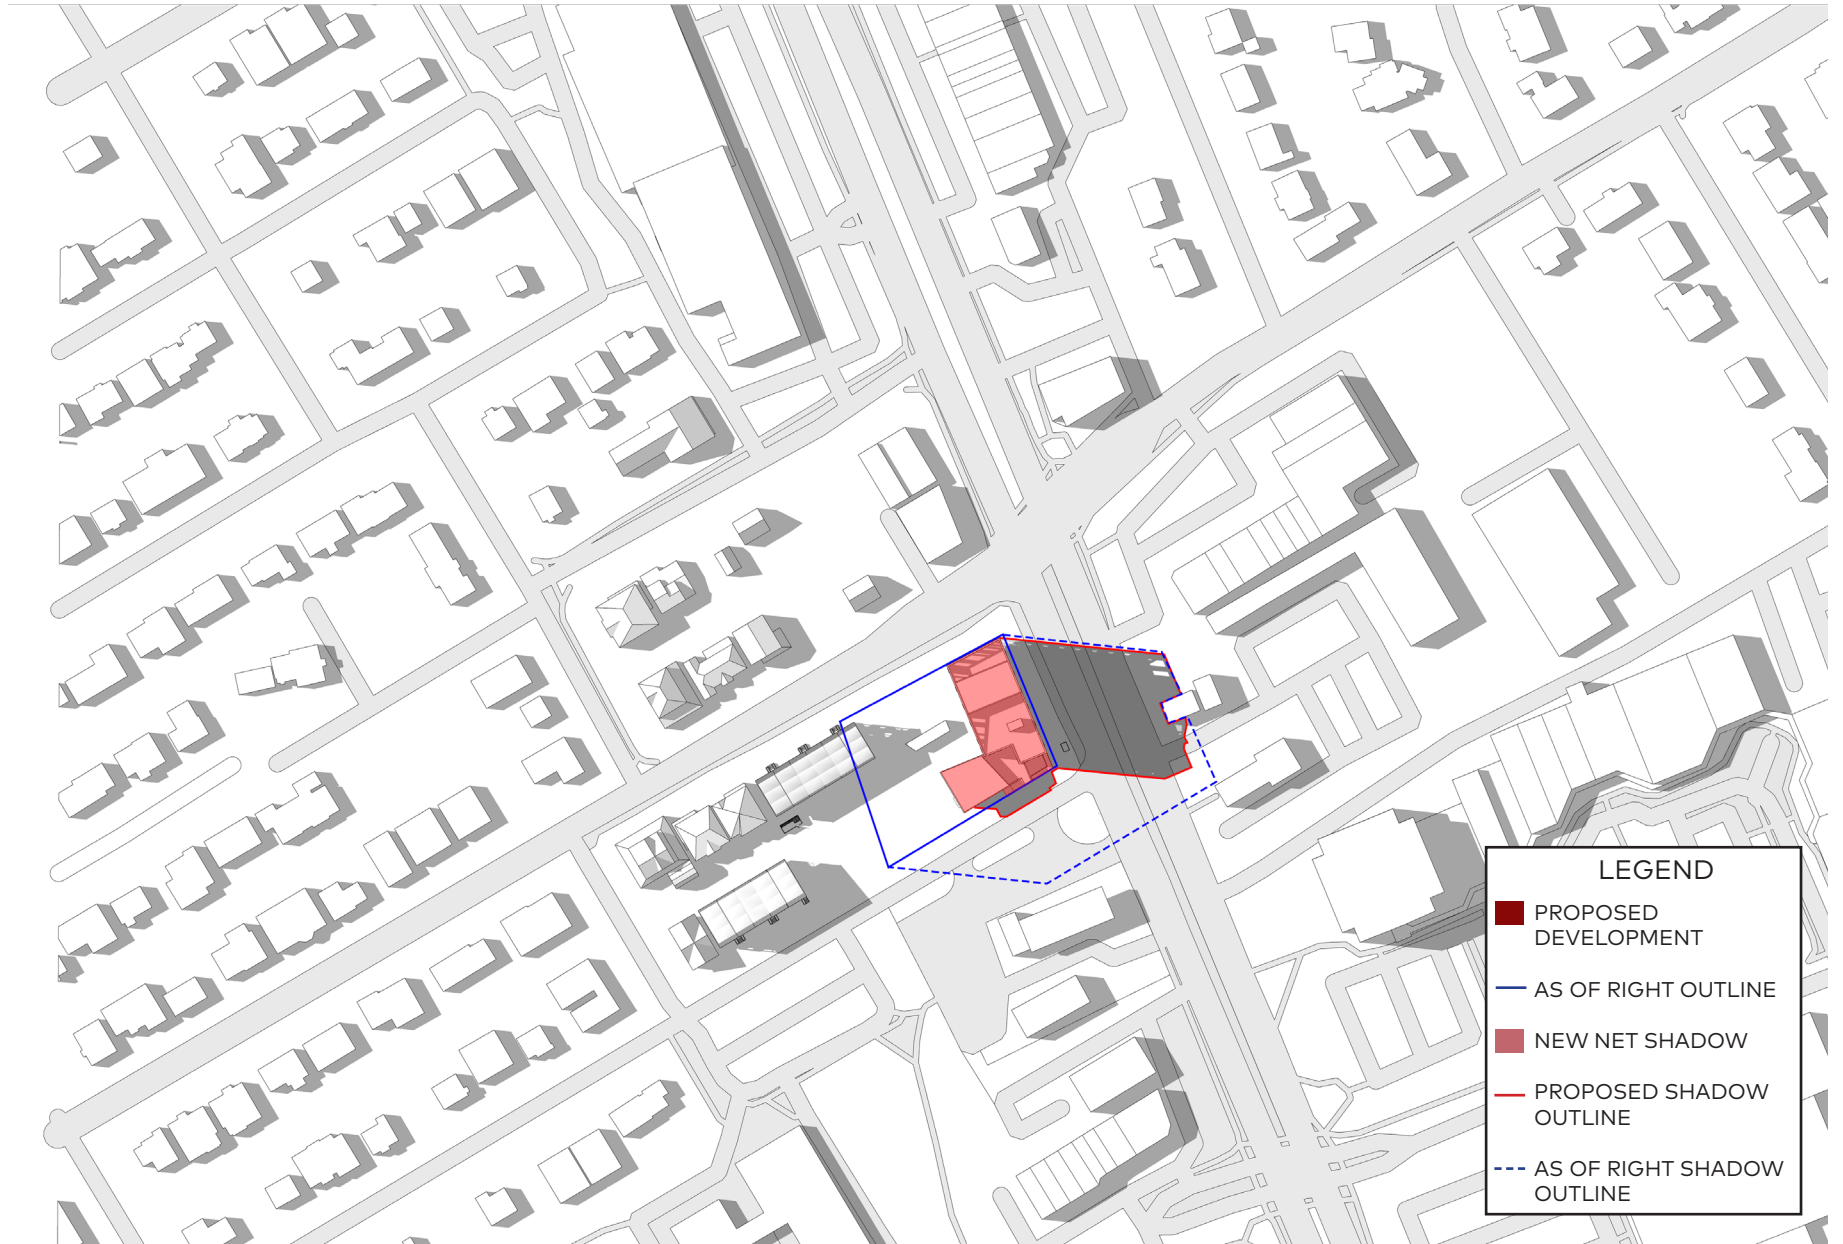 LEGEND
PROPOSED
DEVELOPMENT
AS OF RIGHT OUTLINE
NEW NET SHADOW
PROPOSED SHADOW
OUTLINE
AS OF RIGHT SHADOW
OUTLINE